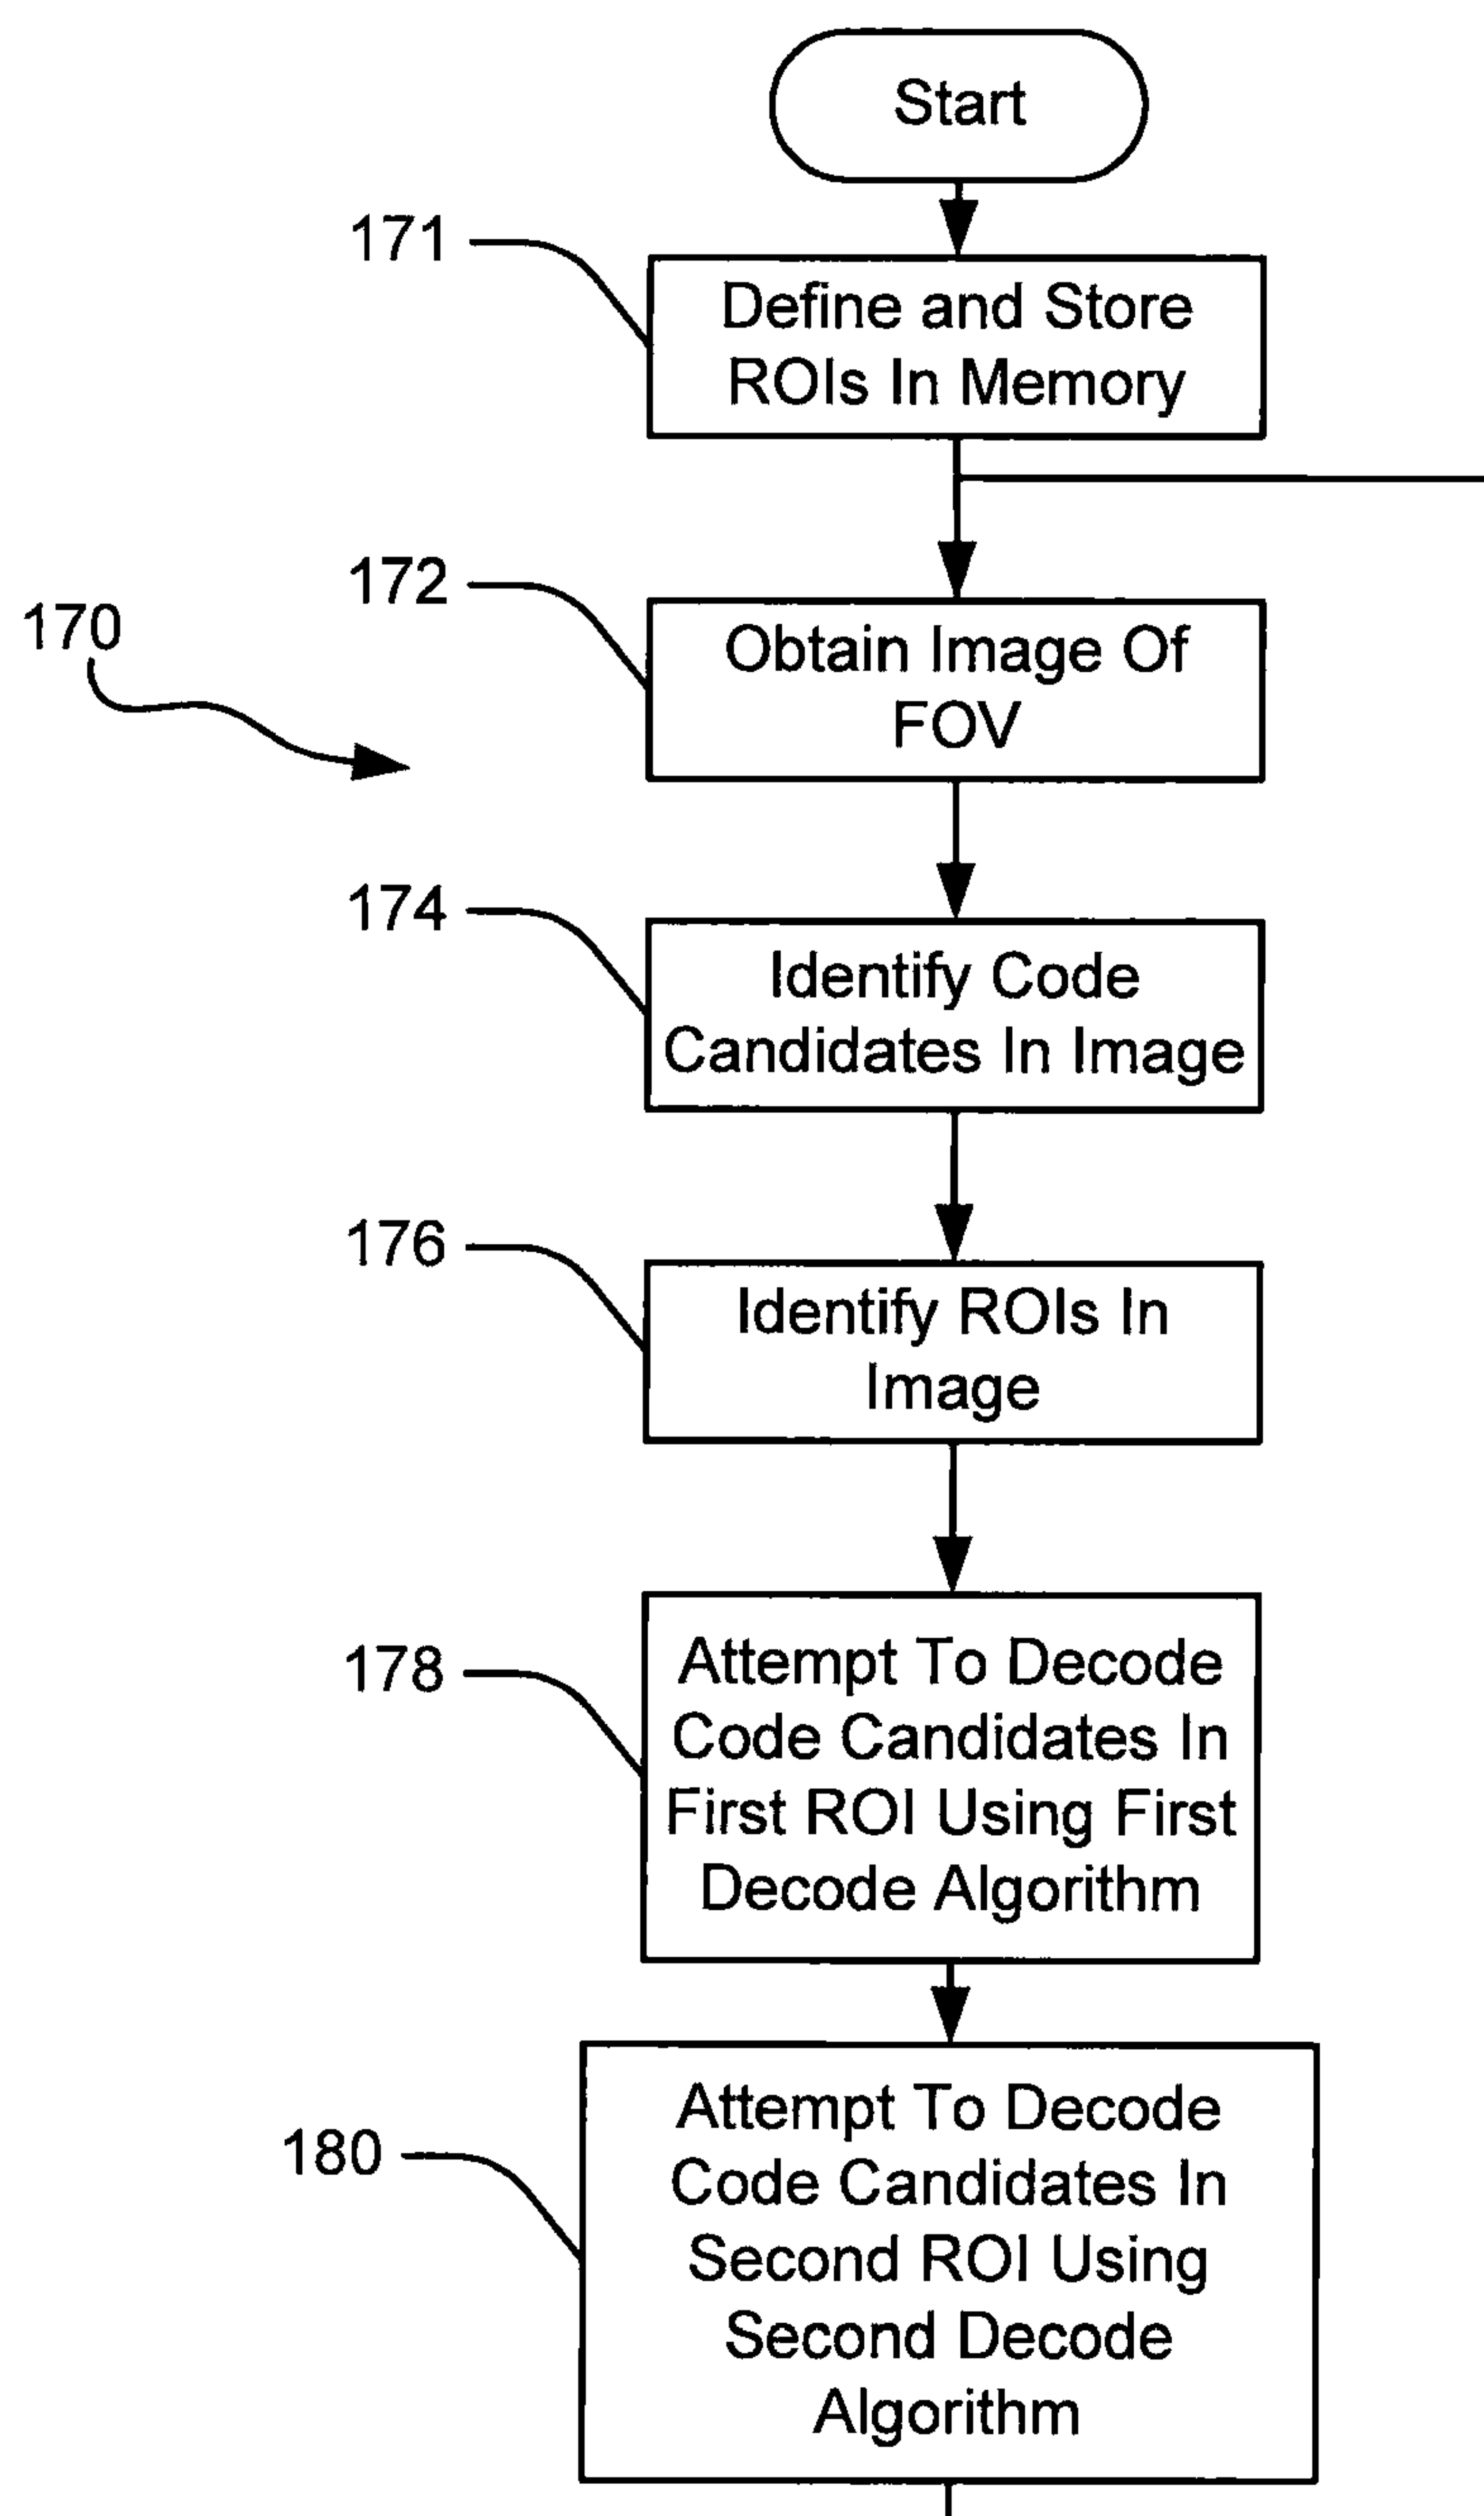 Start
171
Define and Store
ROIs In Memory
172
170
Obtain Image Of
FOV
174
Identify Code
Candidates In Image
176
Identify ROIs In
Image
178
Attempt To Decode
Code Candidates In
First ROI Using First
Decode Algorithm
180
Attempt To Decode
Code Candidates In
Second ROI Using
Second Decode
Algorithm